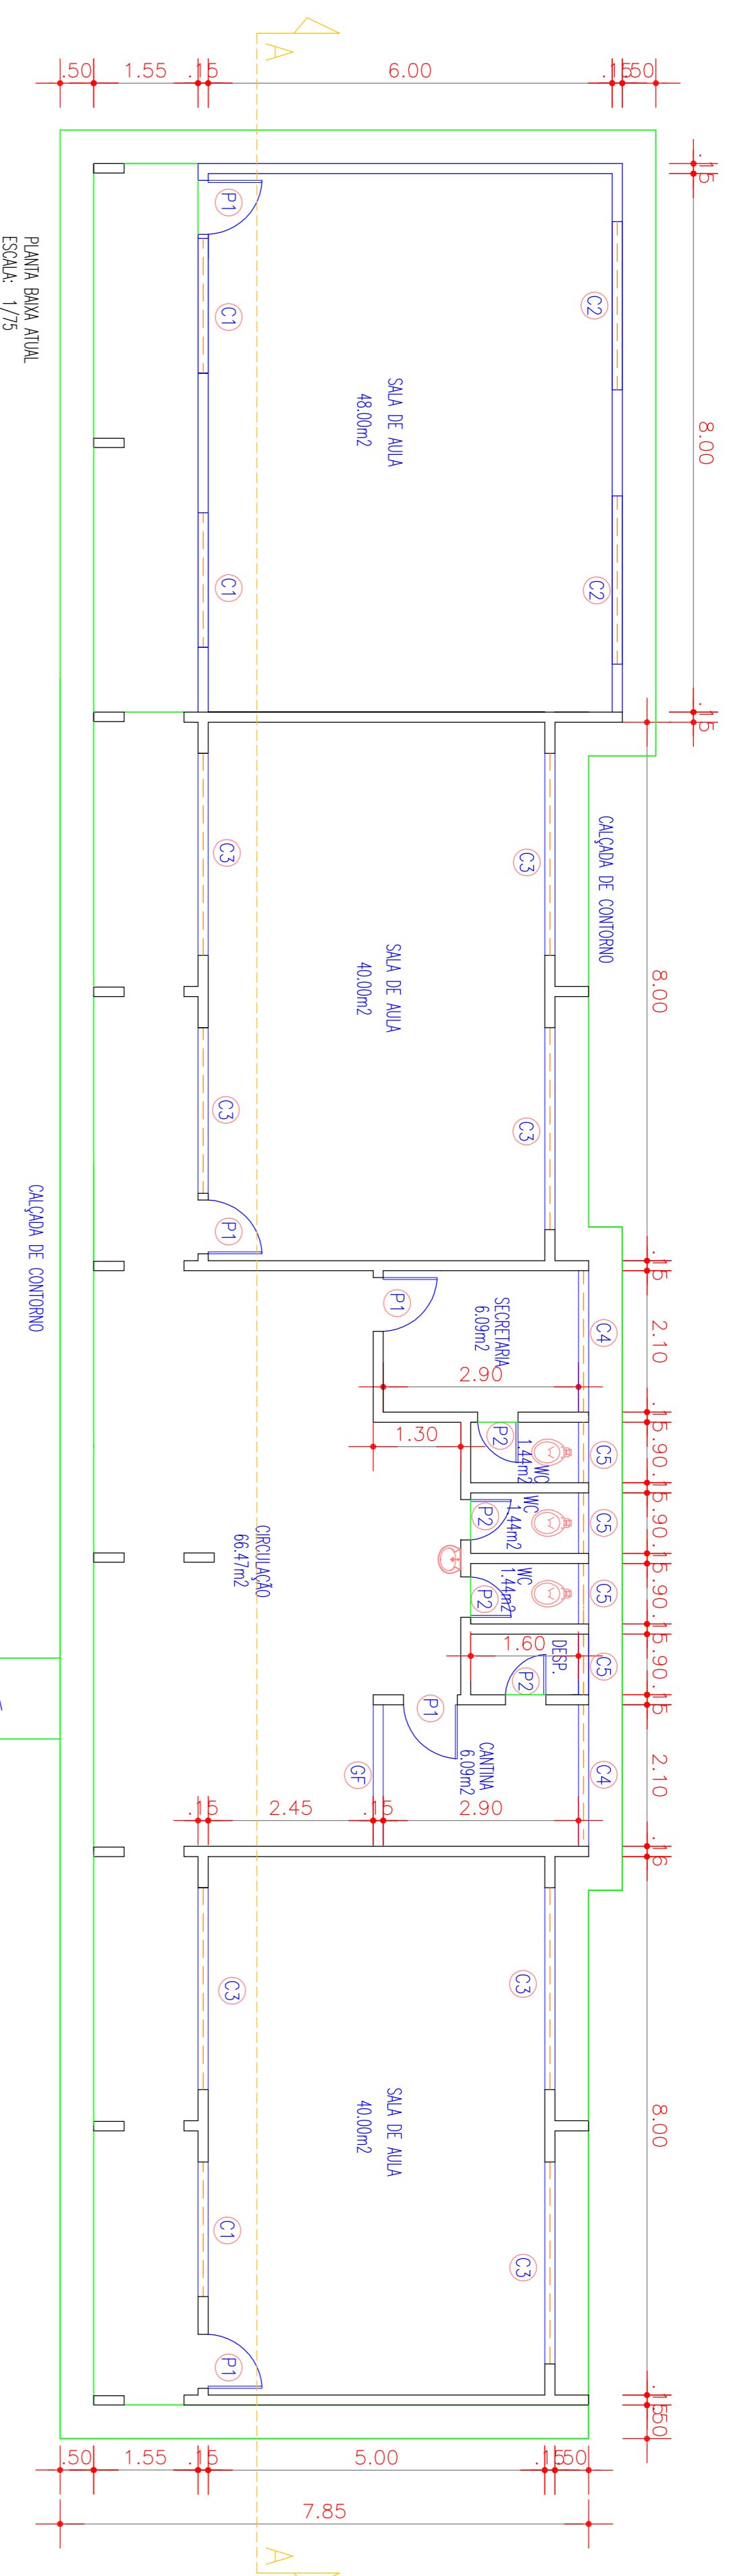 A
.50
1.55
.15
6.00
.15
.50
.15
8.00
.15
P1
C1
C1
C2
C2
SALA DE AULA
48.00m2
PLANTA BAIXA ATUAL
ESCALA: 1/75
CALÇADA DE CONTORNO
8.00
C3
C3
C3
C3
SALA DE AULA
40.00m2
P1
CALÇADA DE CONTORNO
.15
2.10
.15
.90
.15
.90
.15
.90
.15
.90
.15
2.10
.16
P1
SECRETARIA
6.09m2
C4
2.90
1.30
P2
WC
1.44m2
C5
P2
WC
1.44m2
C5
P2
WC
1.44m2
C5
CIRCULAÇÃO
66.47m2
1.60
DESP.
P2
C5
P1
CANTINA
6.09m2
C4
GF
.15
2.45
.15
2.90
C3
C3
8.00
SALA DE AULA
40.00m2
C1
C3
P1
.15
.50
.50
1.55
.15
5.00
.15
.50
7.85
A